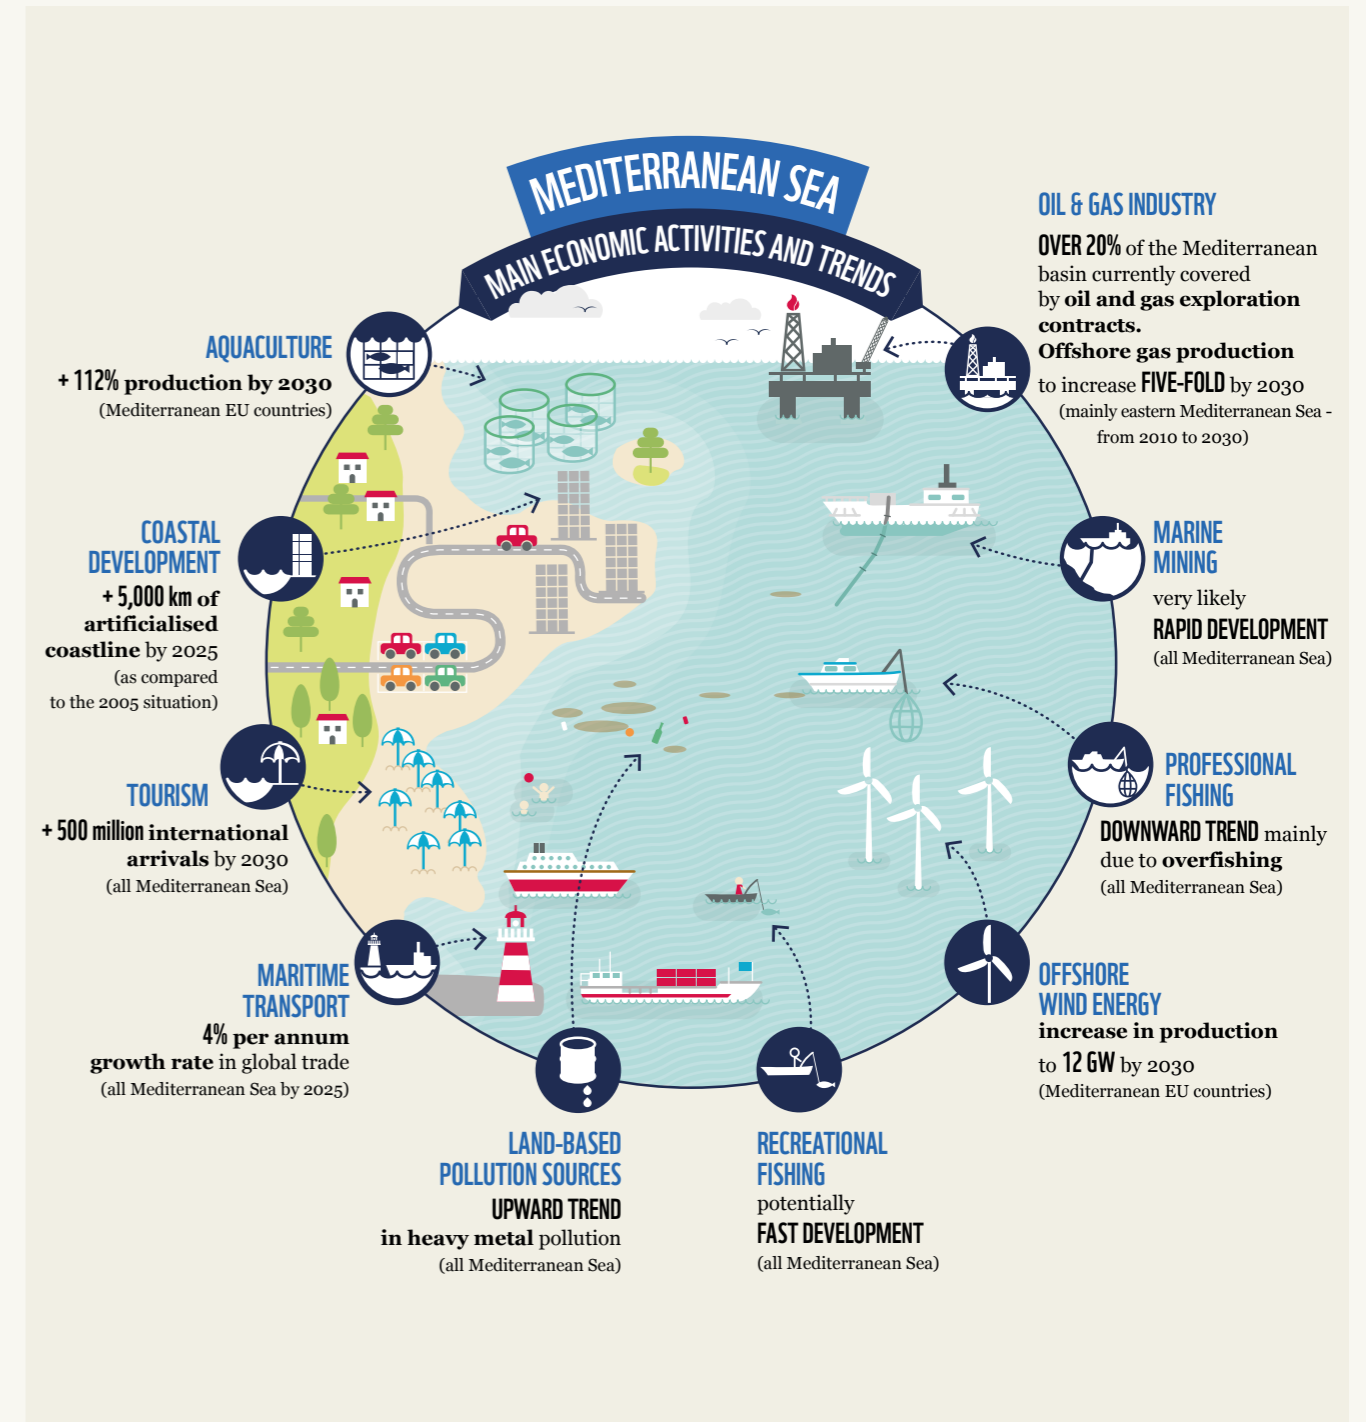 MEDITERRANEAN SEA
MAIN ECONOMIC ACTIVITIES AND TRENDS
OIL & GAS INDUSTRY
OVER 20% of the Mediterranean
basin currently covered
by oil and gas exploration
contracts.
Offshore gas production
to increase FIVE-FOLD by 2030
(mainly eastern Mediterranean Sea -
from 2010 to 2030)
AQUACULTURE
+ 112% production by 2030
(Mediterranean EU countries)
COASTAL
DEVELOPMENT
+ 5,000 km of
artificialised
coastline by 2025
(as compared
to the 2005 situation)
MARINE
MINING
very likely
RAPID DEVELOPMENT
(all Mediterranean Sea)
TOURISM
+ 500 million international
arrivals by 2030
(all Mediterranean Sea)
PROFESSIONAL
FISHING
DOWNWARD TREND mainly
due to overfishing
(all Mediterranean Sea)
MARITIME
TRANSPORT
4% per annum
growth rate in global trade
(all Mediterranean Sea by 2025)
OFFSHORE
WIND ENERGY
increase in production
to 12 GW by 2030
(Mediterranean EU countries)
LAND-BASED
POLLUTION SOURCES
UPWARD TREND
in heavy metal pollution
(all Mediterranean Sea)
RECREATIONAL
FISHING
potentially
FAST DEVELOPMENT
(all Mediterranean Sea)